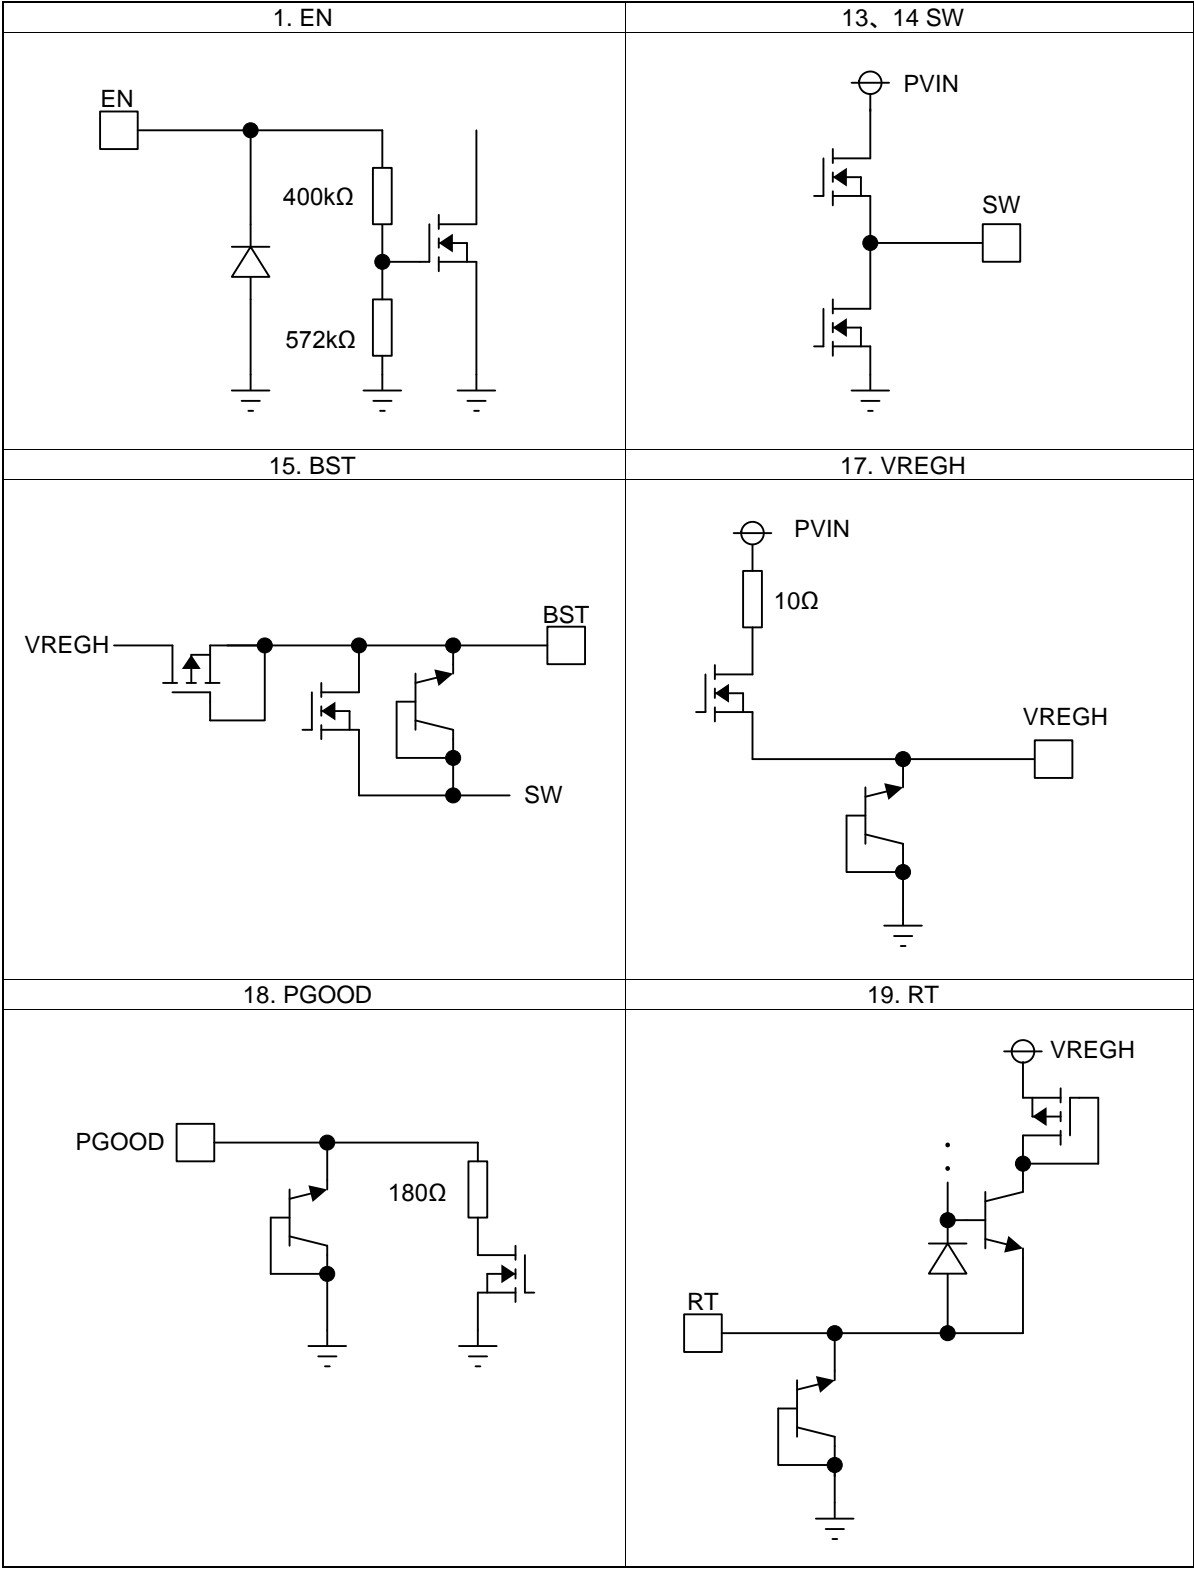 1. EN
13、14 SW
EN
400kΩ
572kΩ
PVIN
SW
15. BST
17. VREGH
VREGH
BST
SW
PVIN
10Ω
VREGH
18. PGOOD
19. RT
PGOOD
180Ω
VREGH
RT